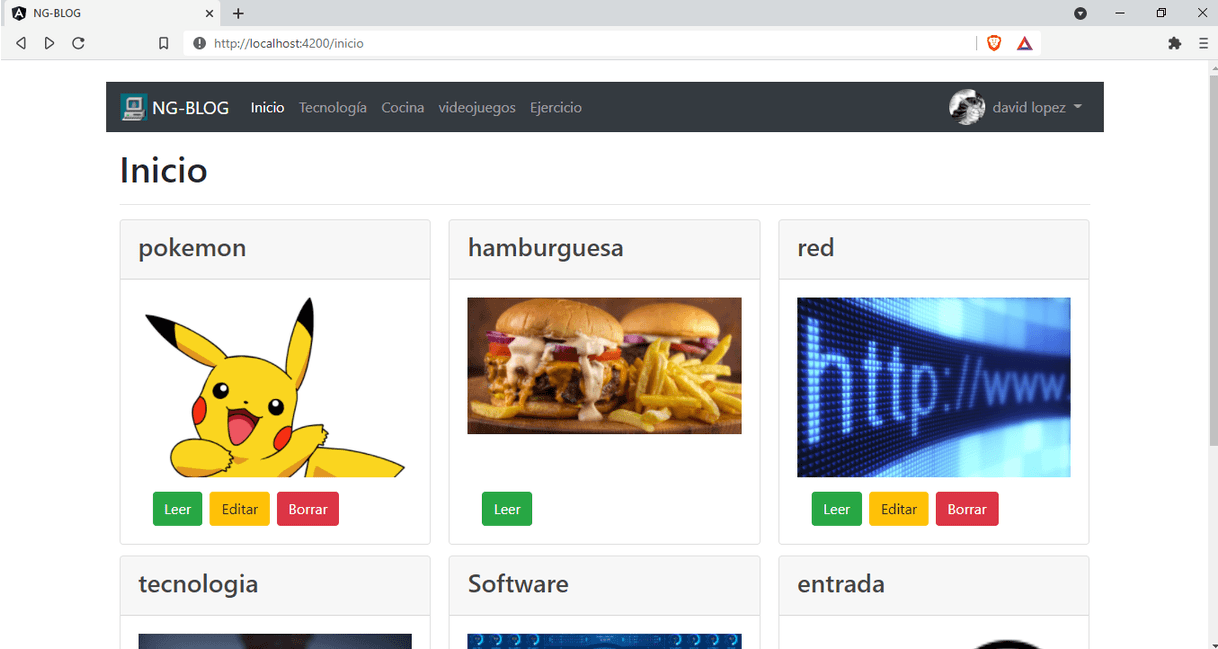 NG-BLOG
http://localhost:4200/inicio
NG-BLOG Inicio Tecnología Cocina videojuegos Ejercicio david lopez
Inicio
pokemon hamburguesa red
http://www.
Leer Editar Borrar Leer Leer Editar Borrar
tecnologia Software entrada